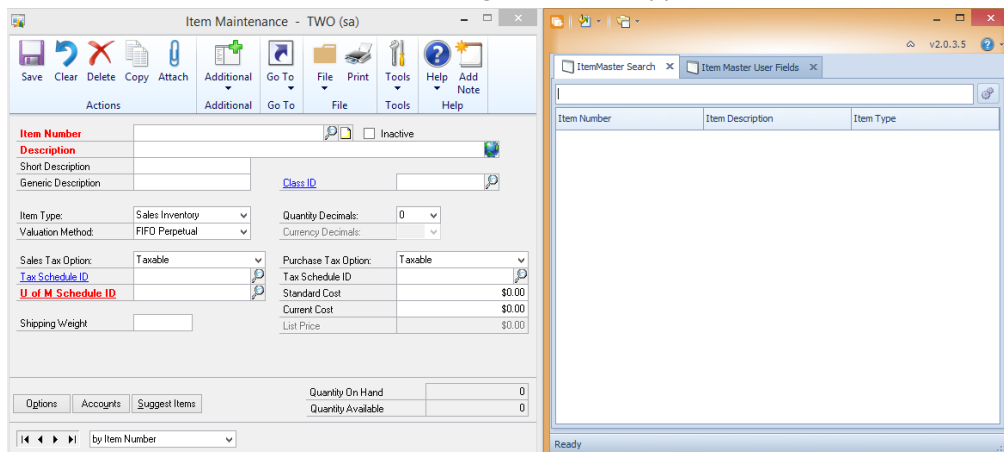 Item Maintenance - TWO (sa)
Save Clear Delete Copy Attach Additional Go To File Print Tools Help Add Note
Actions Additional Go To File Tools Help
Item Number Inactive
Description
Short Description
Generic Description Class ID
Item Type: Sales Inventory Quantity Decimals: 0
Valuation Method: FIFO Perpetual Currency Decimals:
Sales Tax Option: Taxable Purchase Tax Option: Taxable
Tax Schedule ID Tax Schedule ID
U of M Schedule ID Standard Cost $0.00
Current Cost $0.00
Shipping Weight List Price $0.00
Quantity On Hand 0
Options Accounts Suggest Items Quantity Available 0
by Item Number
v2.0.3.5
ItemMaster Search Item Master User Fields
Item Number Item Description Item Type
Ready